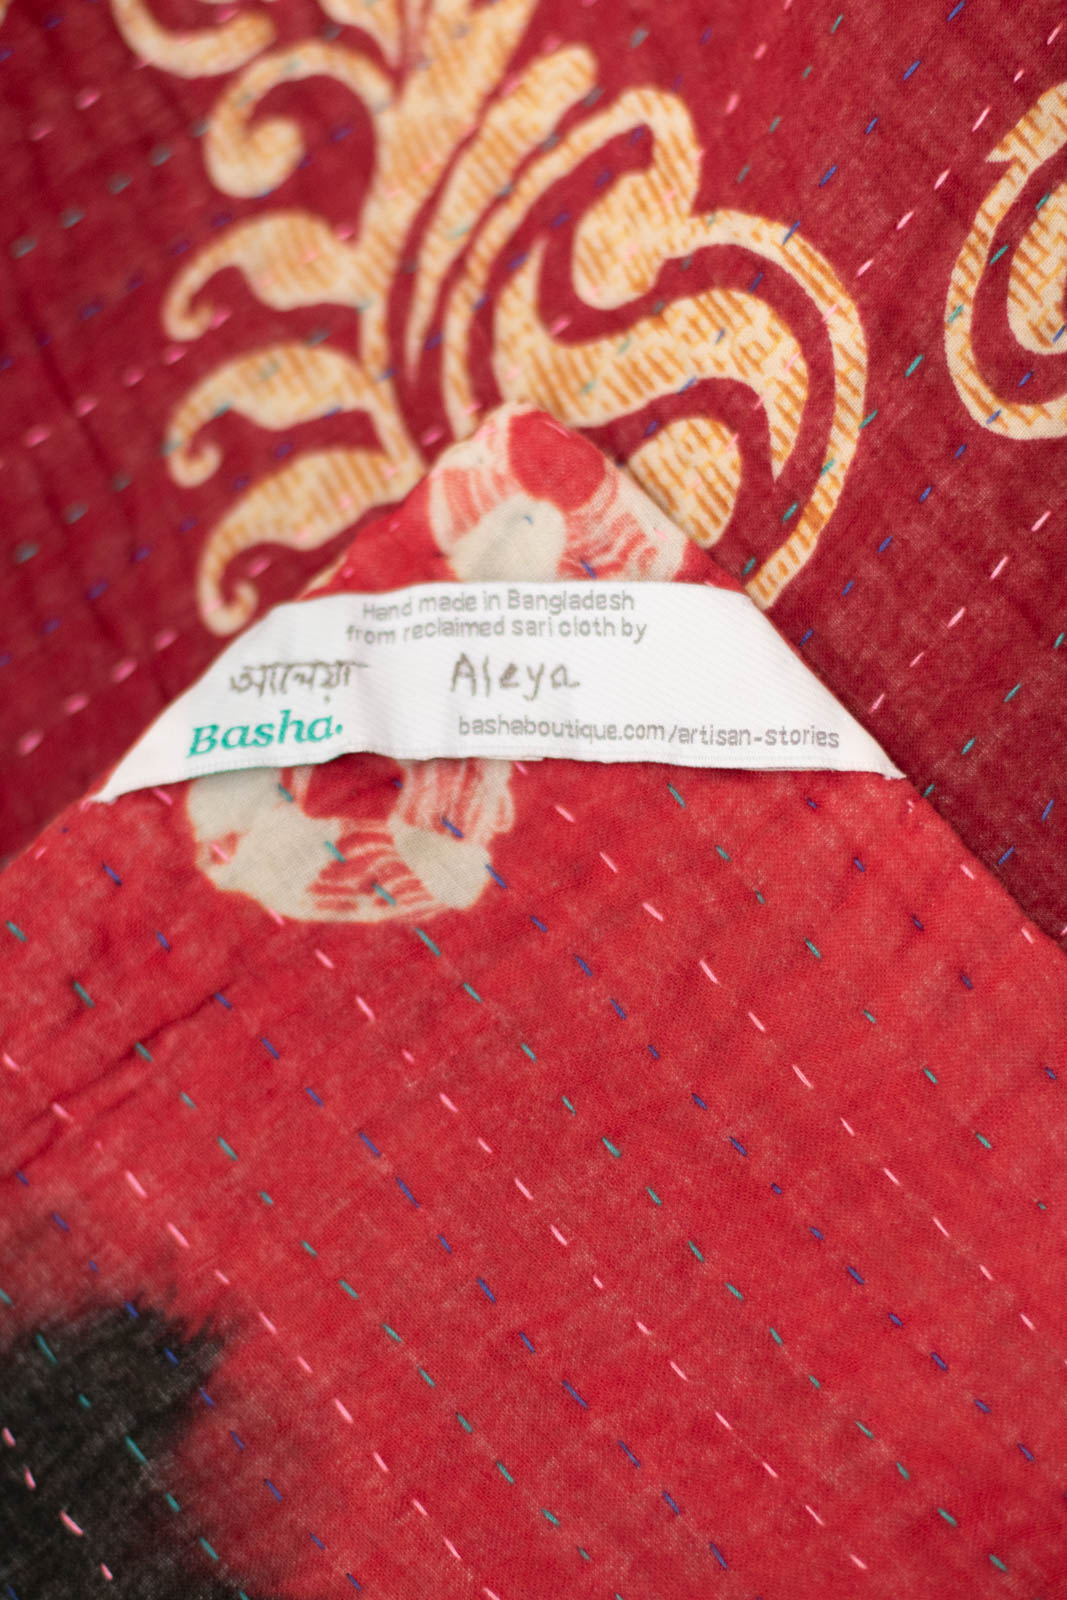 Hand made in Bangladesh
from reclaimed sari cloth by
আলেয়া Aleya
Basha. bashaboutique.com/artisan-stories